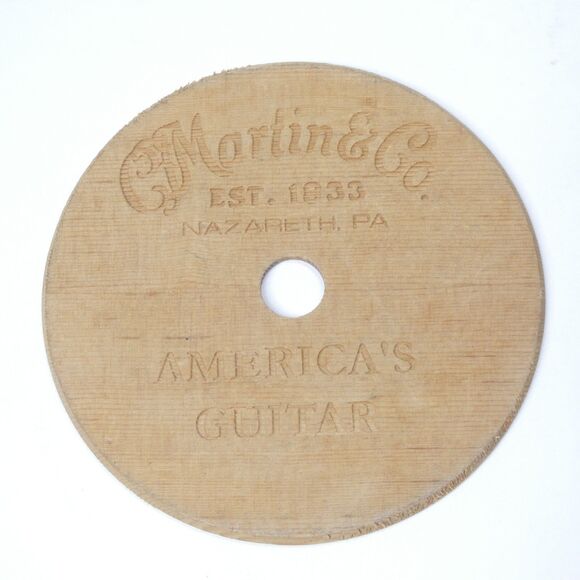 C.F. Martin & Co.
EST. 1833
NAZARETH, PA
AMERICA'S
GUITAR